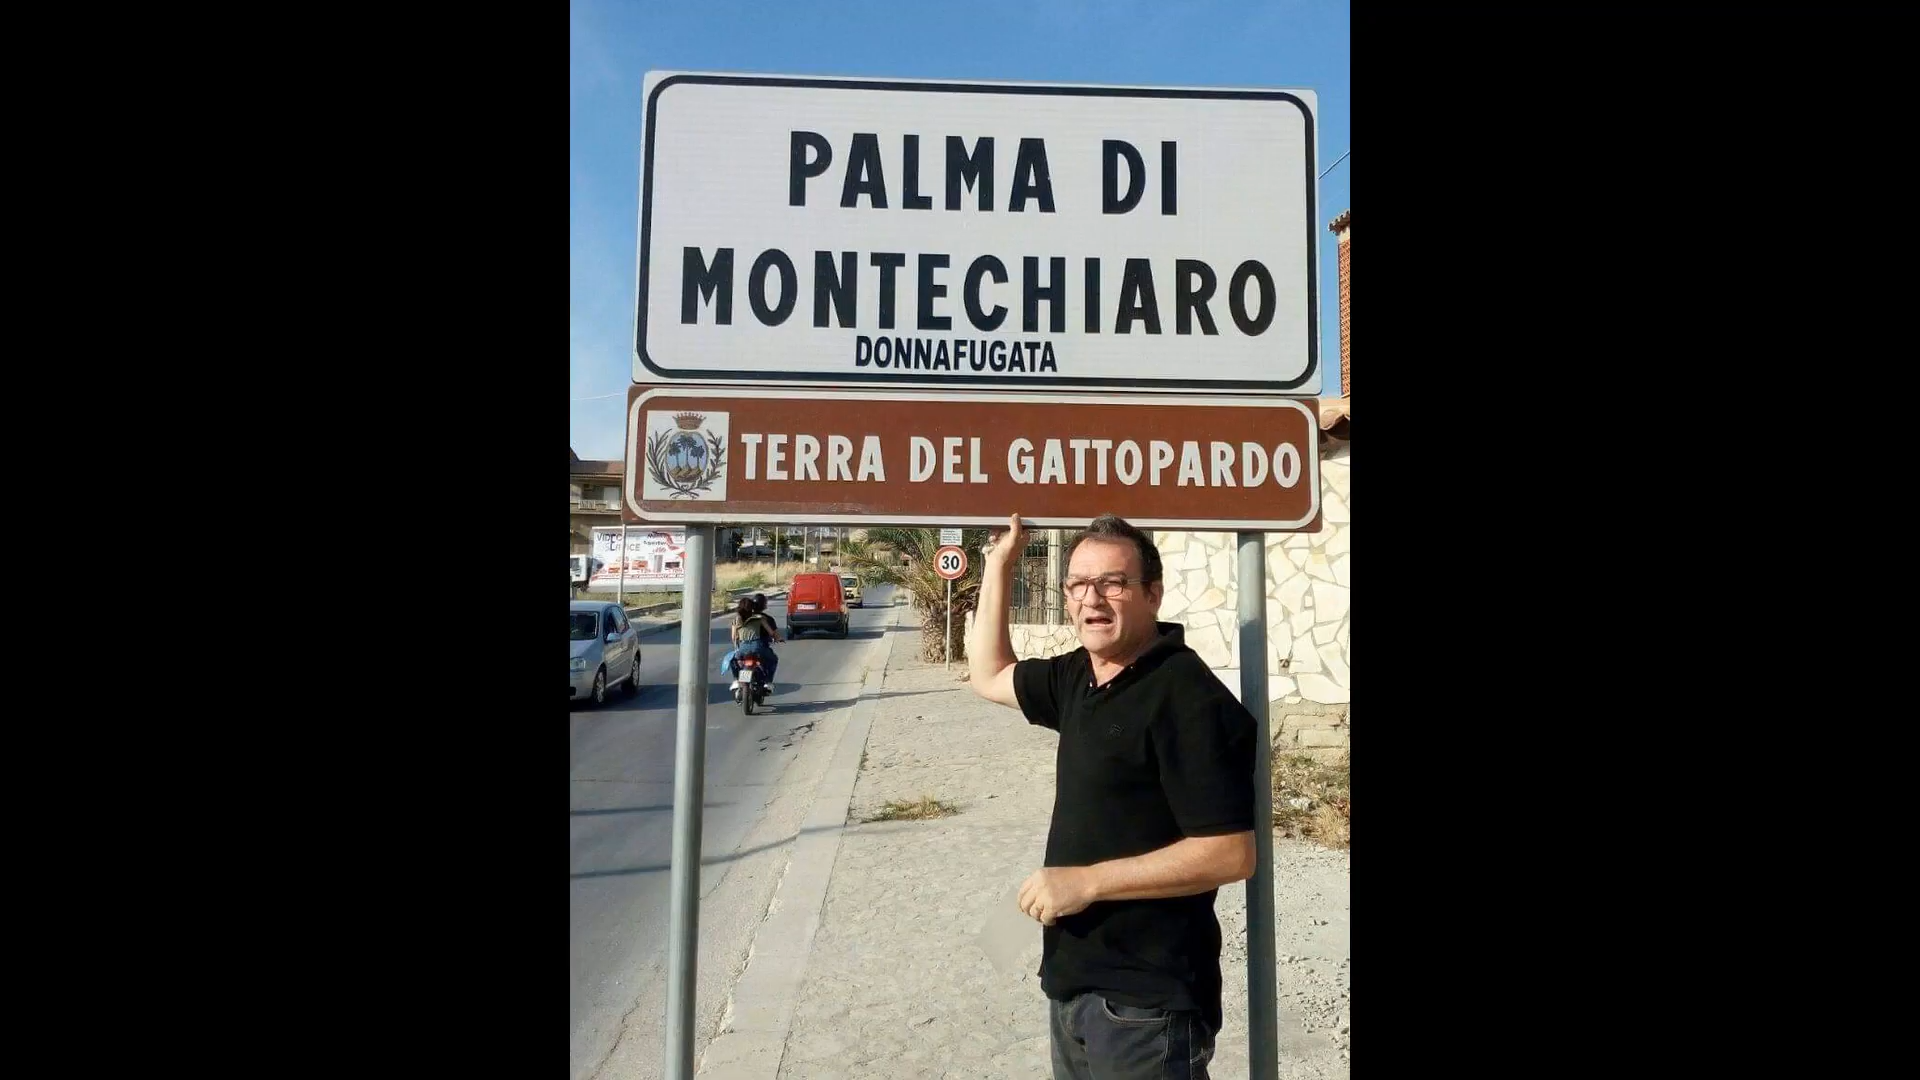 PALMA DI
MONTECHIARO
DONNAFUGATA
TERRA DEL GATTOPARDO
30